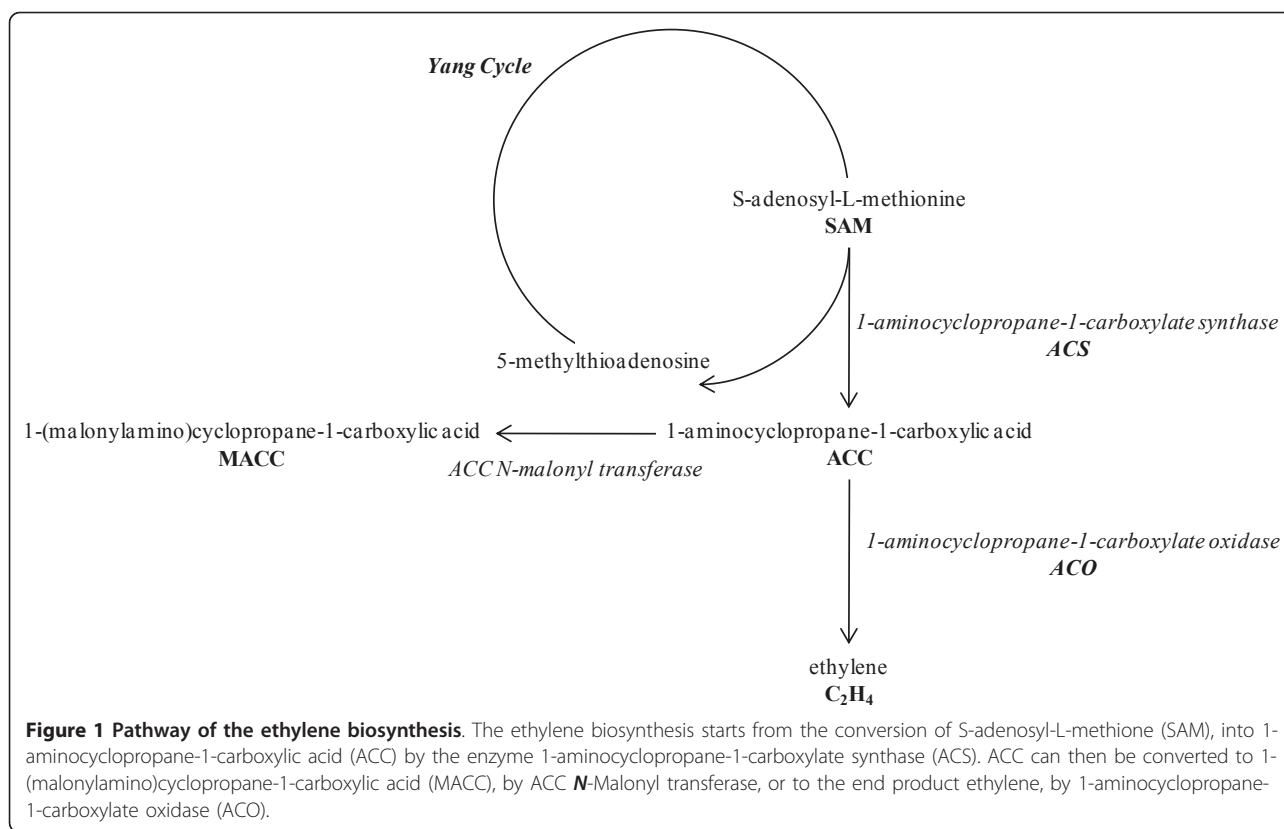 Yang Cycle
S-adenosyl-L-methionine
SAM
1-aminocyclopropane-1-carboxylate synthase
ACS
5-methylthioadenosine
1-(malonylamino)cyclopropane-1-carboxylic acid
MACC
ACC N-malonyl transferase
1-aminocyclopropane-1-carboxylic acid
ACC
1-aminocyclopropane-1-carboxylate oxidase
ACO
ethylene
C₂H₄
Figure 1 Pathway of the ethylene biosynthesis. The ethylene biosynthesis starts from the conversion of S-adenosyl-L-methione (SAM), into 1-
aminocyclopropane-1-carboxylic acid (ACC) by the enzyme 1-aminocyclopropane-1-carboxylate synthase (ACS). ACC can then be converted to 1-
(malonylamino)cyclopropane-1-carboxylic acid (MACC), by ACC N-Malonyl transferase, or to the end product ethylene, by 1-aminocyclopropane-
1-carboxylate oxidase (ACO).